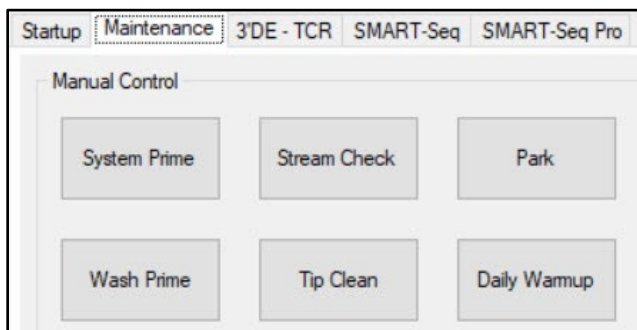 Startup Maintenance 3'DE - TCR SMART-Seq SMART-Seq Pro
Manual Control
System Prime Stream Check Park
Wash Prime Tip Clean Daily Warmup